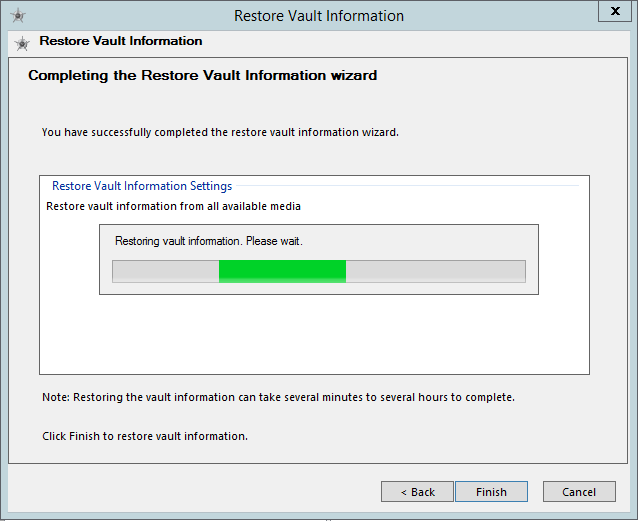 Restore Vault Information
X
Restore Vault Information
Completing the Restore Vault Information wizard
You have successfully completed the restore vault information wizard.
Restore Vault Information Settings
Restore vault information from all available media
Restoring vault information. Please wait.
Note: Restoring the vault information can take several minutes to several hours to complete.
Click Finish to restore vault information.
< Back Finish Cancel